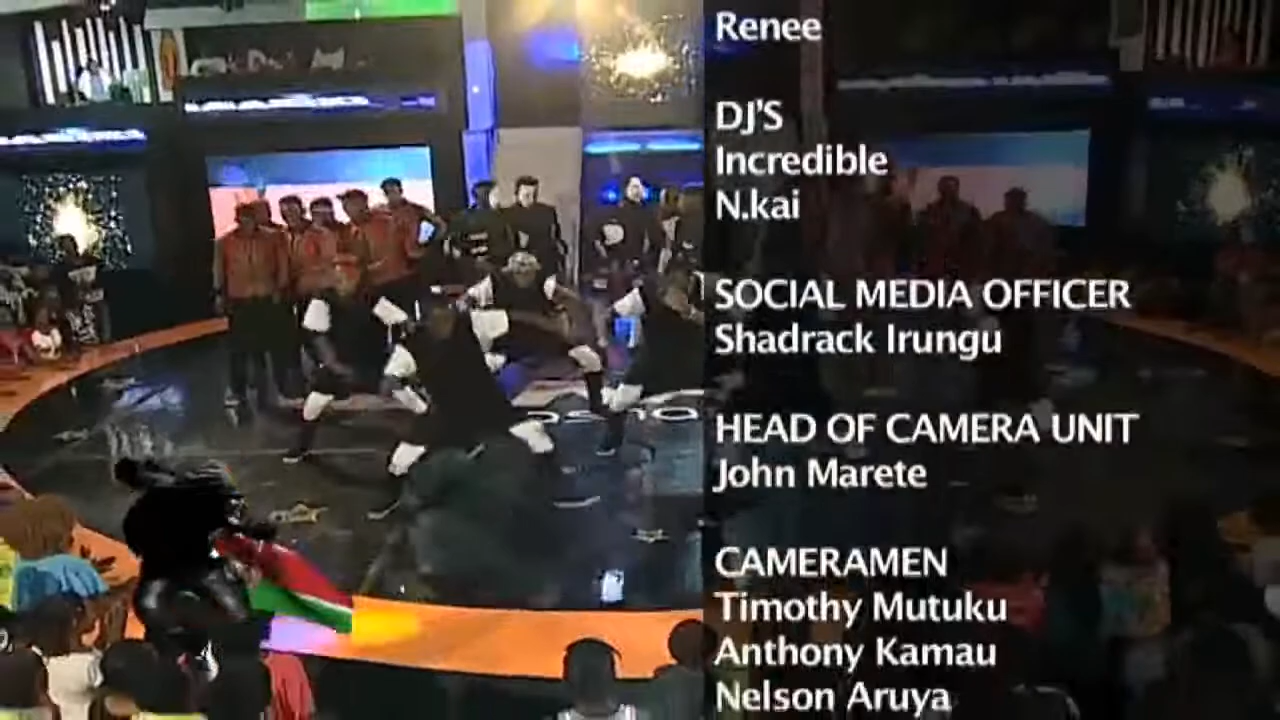 Renee
DJ'S
Incredible
N.kai
SOCIAL MEDIA OFFICER
Shadrack Irungu
HEAD OF CAMERA UNIT
John Marete
CAMERAMEN
Timothy Mutuku
Anthony Kamau
Nelson Aruya